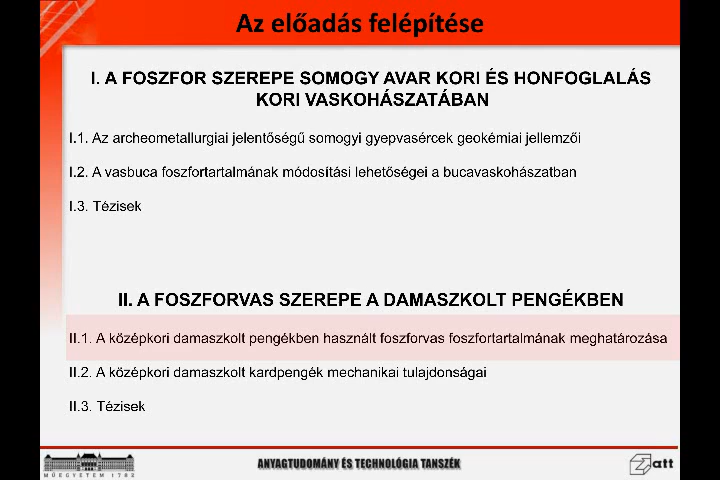 Az előadás felépítése
I. A FOSZFOR SZEREPE SOMOGY AVAR KORI ÉS HONFOGLALÁS
KORI VASKOHÁSZATÁBAN
I.1. Az archeometallurgiai jelentőségű somogyi gyepvasércek geokémiai jellemzői
I.2. A vasbuca foszfortartalmának módosítási lehetőségei a bucavaskohászatban
I.3. Tézisek
II. A FOSZFORVAS SZEREPE A DAMASZKOLT PENGÉKBEN
II.1. A középkori damaszkolt pengékben használt foszforvas foszfortartalmának meghatározása
II.2. A középkori damaszkolt kardpengék mechanikai tulajdonságai
II.3. Tézisek
MŰEGYETEM 1782
ANYAGTUDOMÁNY ÉS TECHNOLÓGIA TANSZÉK
att